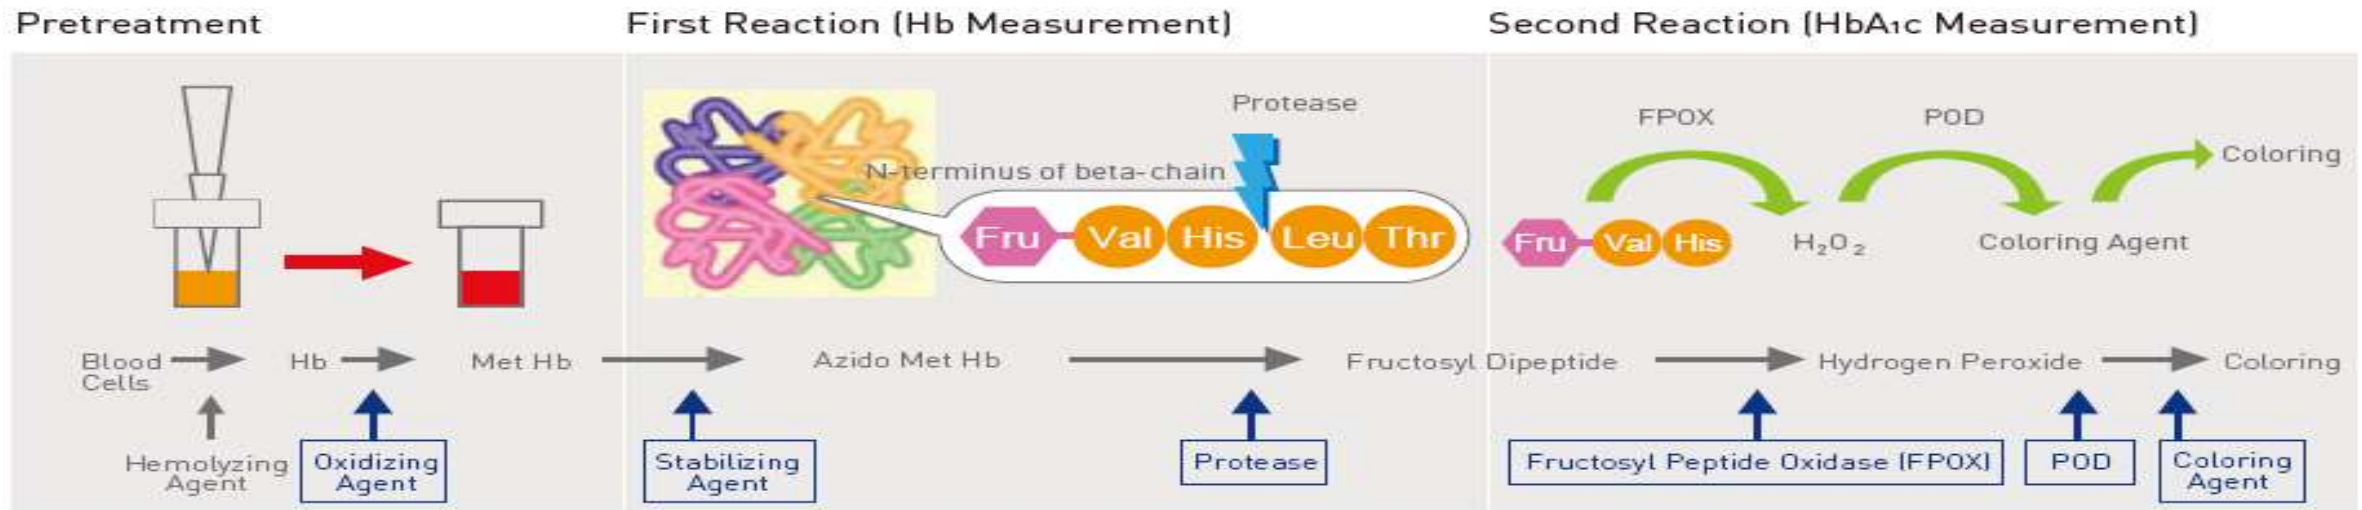 Pretreatment
First Reaction (Hb Measurement)
Second Reaction (HbA1c Measurement)
Protease
N-terminus of beta-chain
Fru Val His Leu Thr
FPOX
POD
Coloring
Fru Val His
H₂O₂
Coloring Agent
Blood
Cells
Hb
Met Hb
Azido Met Hb
Fructosyl Dipeptide
Hydrogen Peroxide
Coloring
Hemolyzing
Agent
Oxidizing
Agent
Stabilizing
Agent
Protease
Fructosyl Peptide Oxidase (FPOX)
POD
Coloring
Agent